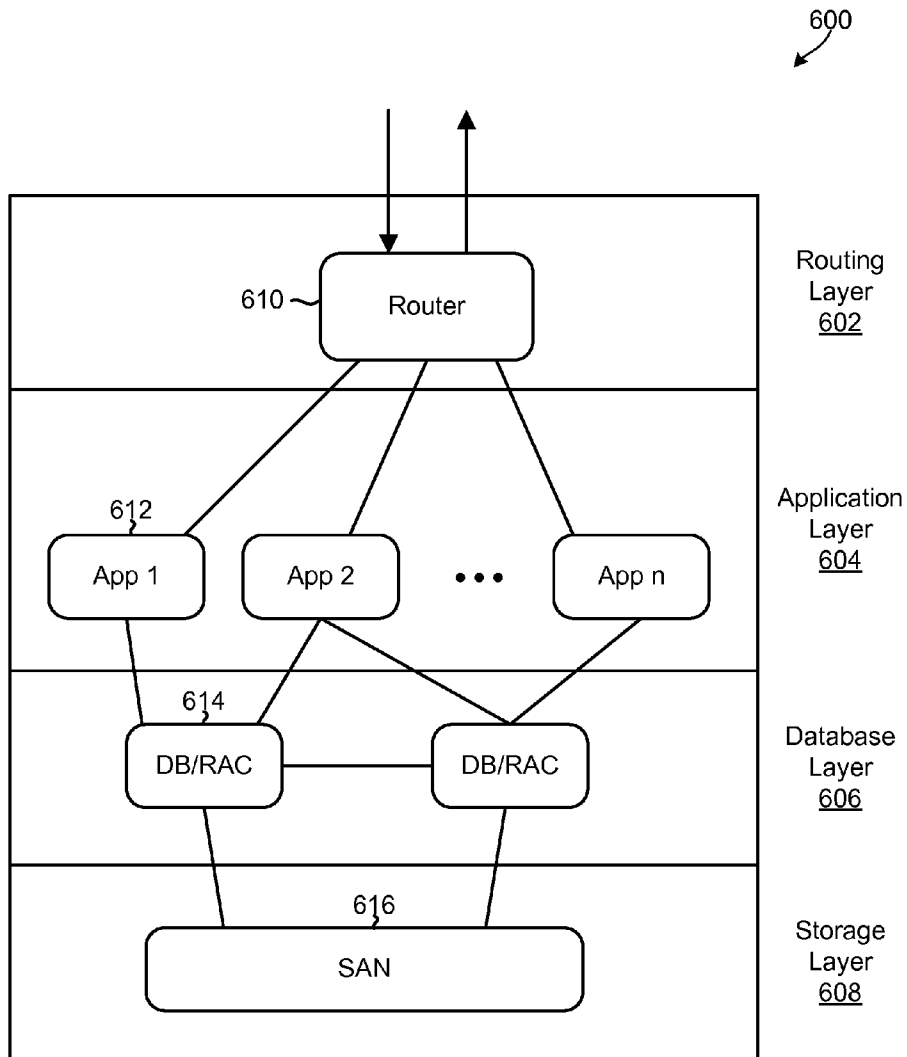 600
Routing
Layer
602
610
Router
Application
Layer
604
612
App 1
App 2
App n
Database
Layer
606
614
DB/RAC
DB/RAC
Storage
Layer
608
616
SAN